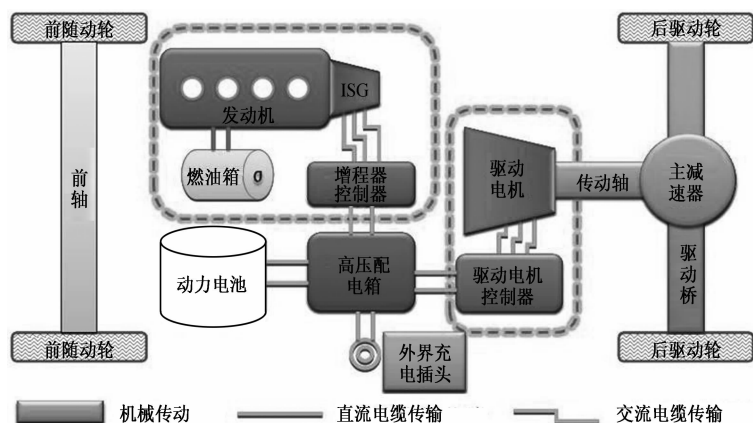 前随动轮
后驱动轮
ISG
发动机
燃油箱
增程器
控制器
驱动
电机
传动轴
主减
速器
前轴
动力电池
高压配
电箱
驱动电机
控制器
驱动桥
外界充
电插头
前随动轮
后驱动轮
机械传动
直流电缆传输
交流电缆传输